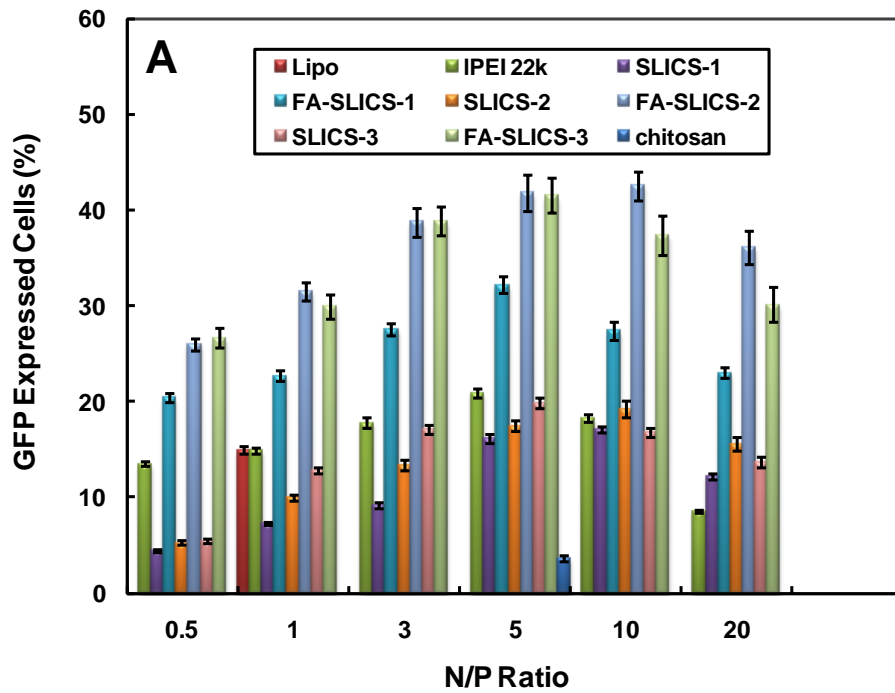 A
Lipo IPEI 22k SLICS-1
FA-SLICS-1 SLICS-2 FA-SLICS-2
SLICS-3 FA-SLICS-3 chitosan
GFP Expressed Cells (%)
60
50
40
30
20
10
0
0.5 1 3 5 10 20
N/P Ratio